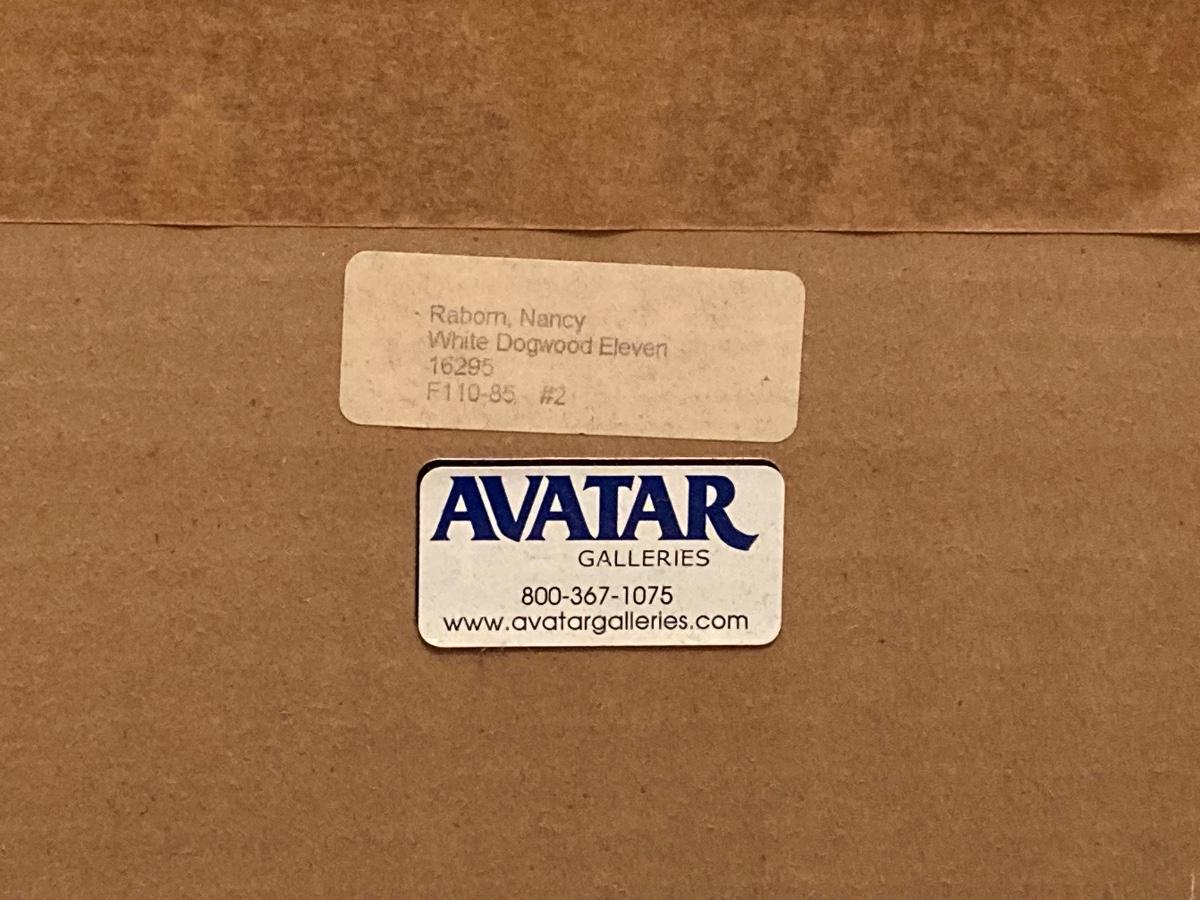 Raborn, Nancy
White Dogwood Eleven
16295
F110-85 #2
AVATAR
GALLERIES
800-367-1075
www.avatargalleries.com